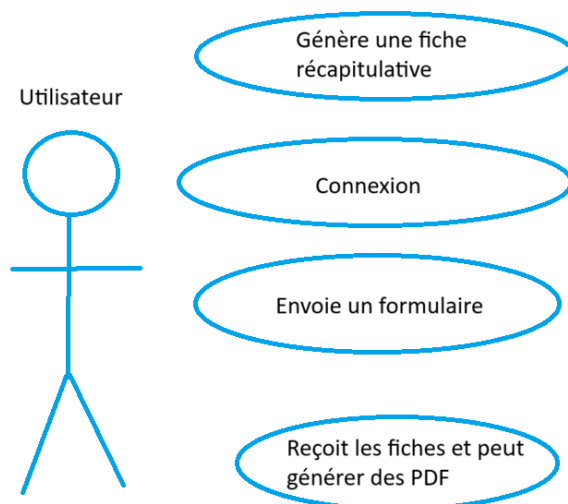 Génère une fiche
récapitulative
Utilisateur
Connexion
Envoie un formulaire
Reçoit les fiches et peut
générer des PDF